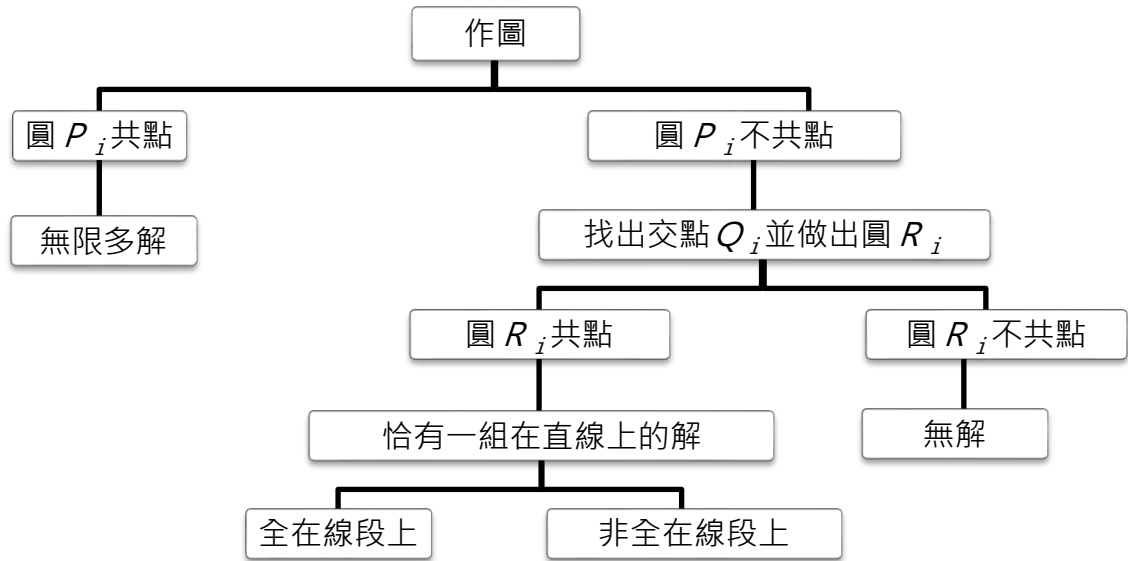 作圖
圓 P i 共點
圓 P i 不共點
無限多解
找出交點 Q i 並做出圓 R i
圓 R i 共點
圓 R i 不共點
恰有一組在直線上的解
無解
全在線段上
非全在線段上